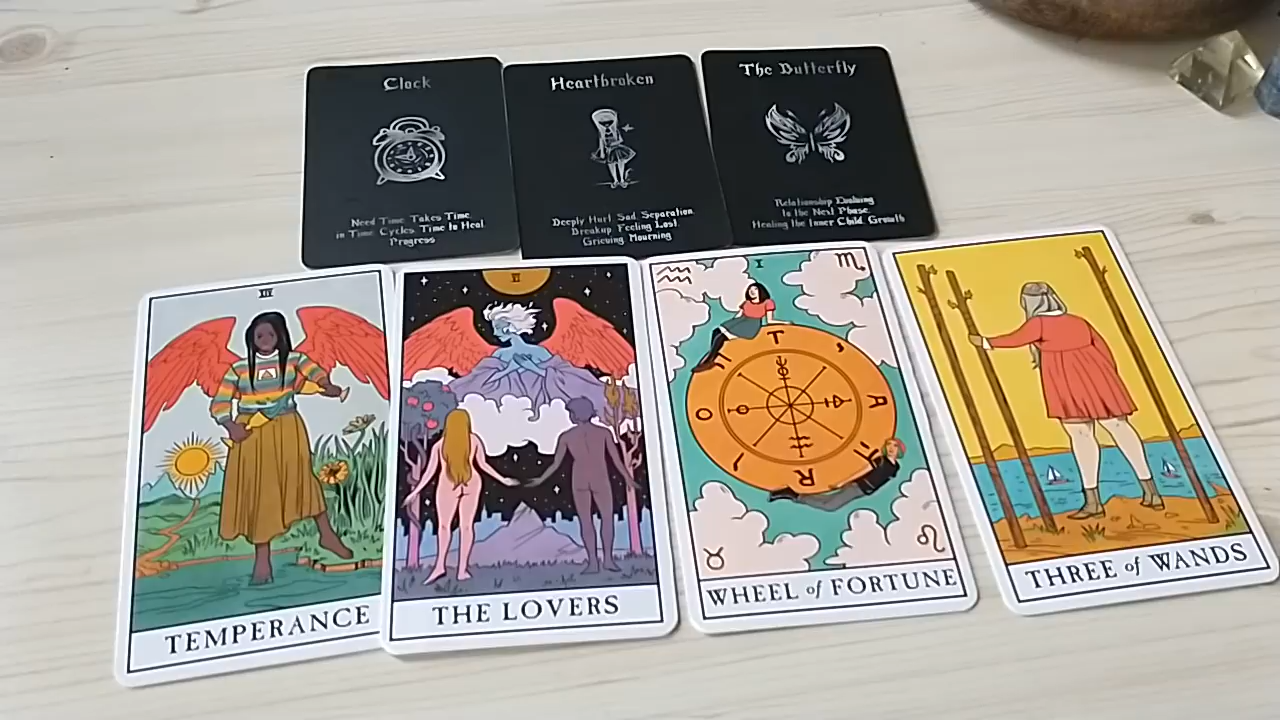 Clock
Need Time. Takes Time.
in Time. Cycles. Time to Heal.
Progress
Heartbroken
Deeply Hurt. Sad. Separation.
Breakup. Feeling Lost.
Grieving. Mourning
The Butterfly
Relationship Evolving
to the Next Phase.
Healing the Inner Child. Growth
XIV
TEMPERANCE
VI
THE LOVERS
I
T
A
R
O
WHEEL of FORTUNE
THREE of WANDS